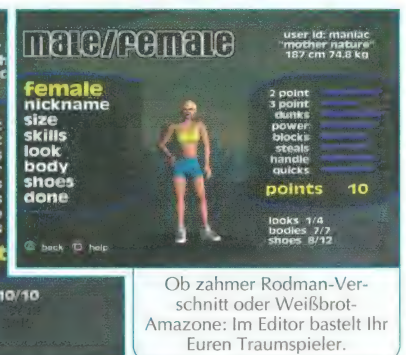 male/female
user id: maniac
"mother nature"
187 cm 74.8 kg
female
nickname
size
skills
look
body
shoes
done
2 point
3 point
dunks
power
blocks
steals
handle
quicks
points 10
looks 1/4
bodies 7/7
shoes 8/12
back help
10/10
Ob zahmer Rodman-Ver-
schnitt oder Weißbrot-
Amazone: Im Editor bastelt Ihr
Euren Traumspieler.